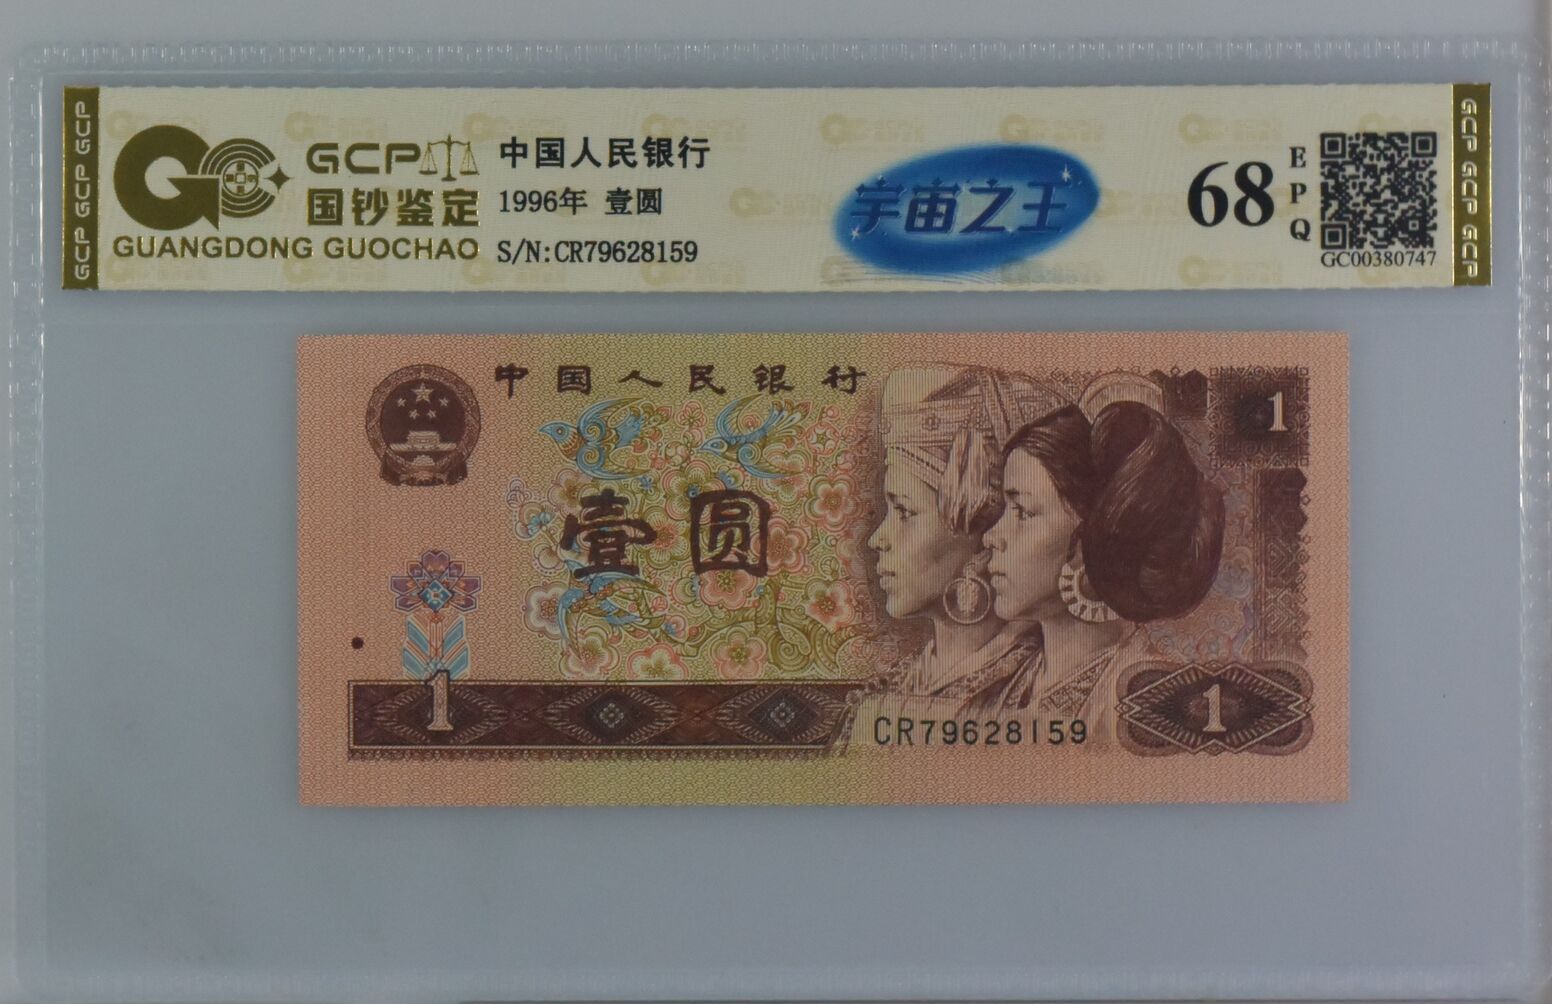 GCP GCP GCP
GCP
国钞鉴定
GUANGDONG GUOCHAO
中国人民银行
1996年 壹圆
S/N:CR79628159
宇宙之王
68
EPQ
GC00380747
GCP GCP GCP
中国人民银行
1
壹圆
1
CR79628159
1